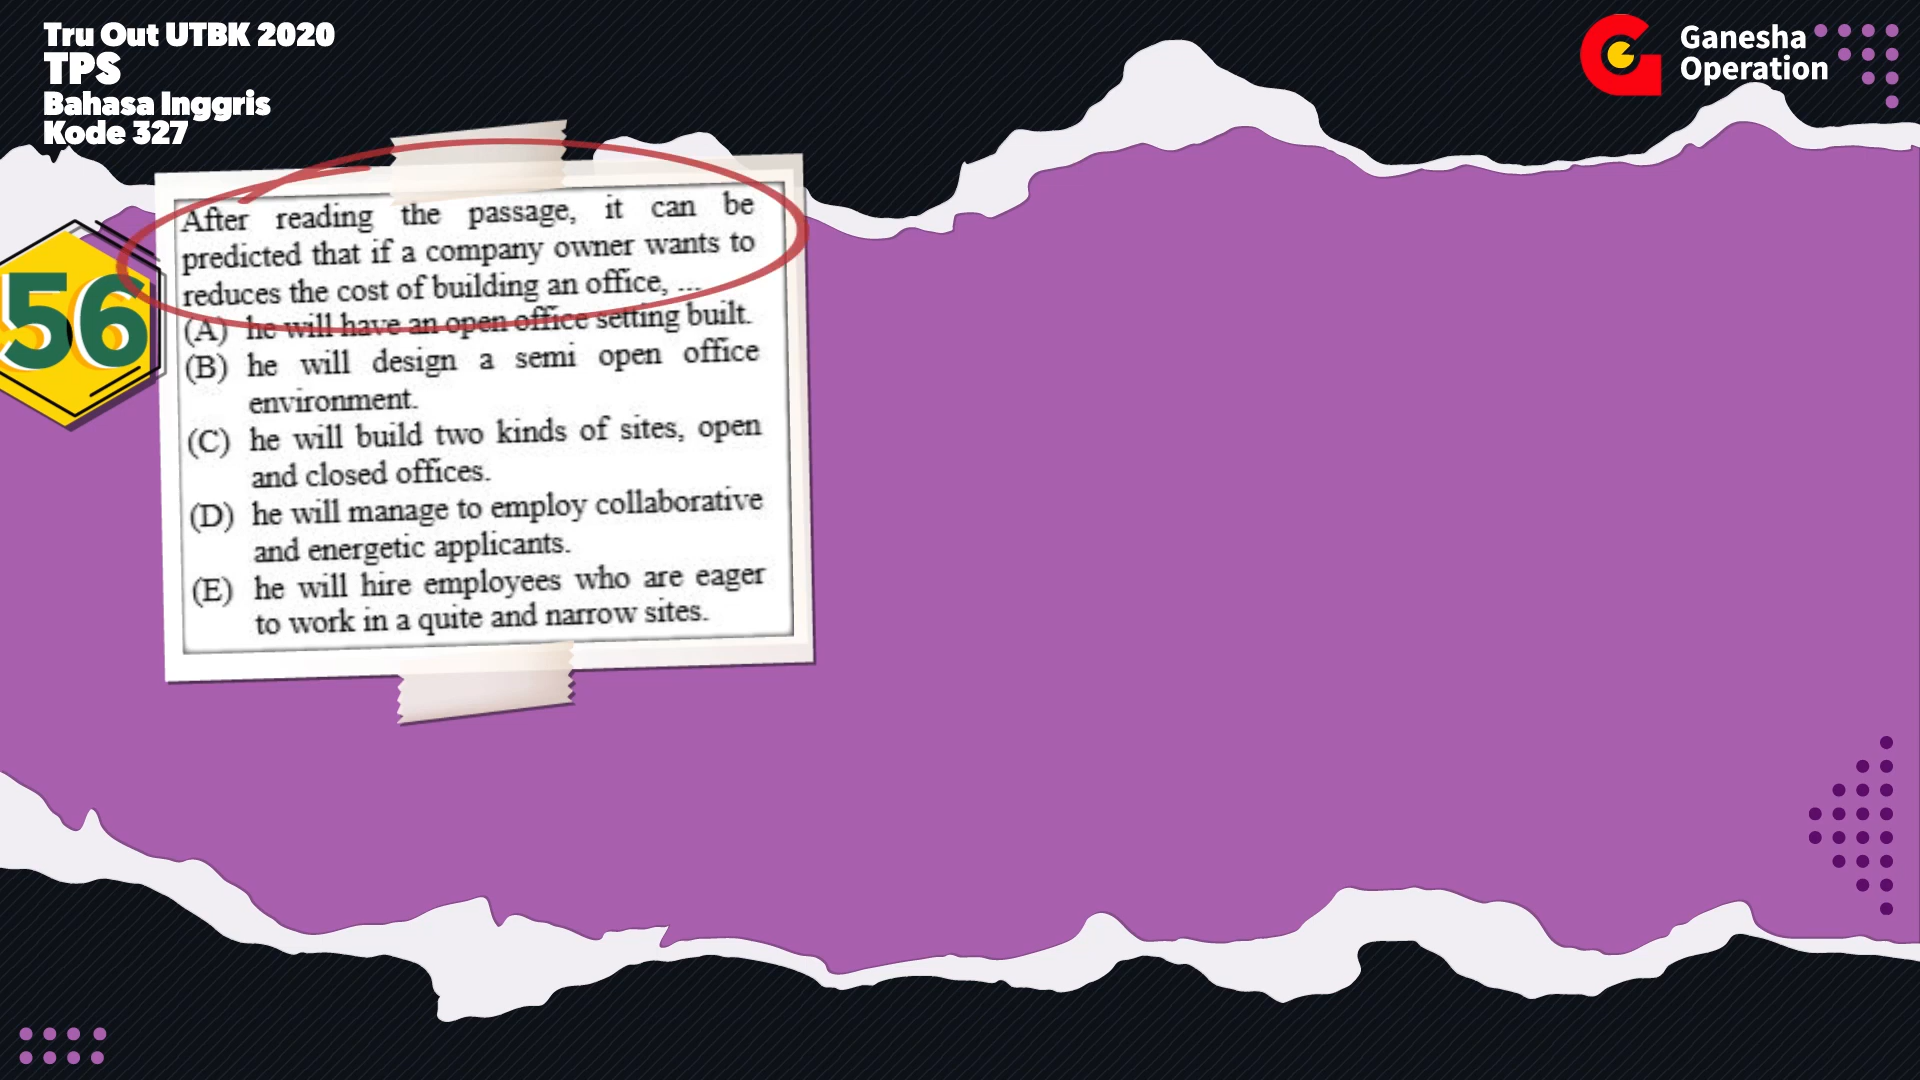 Tru Out UTBK 2020
TPS
Bahasa Inggris
Kode 327
Ganesha
Operation
56
After reading the passage, it can be
predicted that if a company owner wants to
reduces the cost of building an office, ...
(A) he will have an open office setting built.
(B) he will design a semi open office
environment.
(C) he will build two kinds of sites, open
and closed offices.
(D) he will manage to employ collaborative
and energetic applicants.
(E) he will hire employees who are eager
to work in a quite and narrow sites.